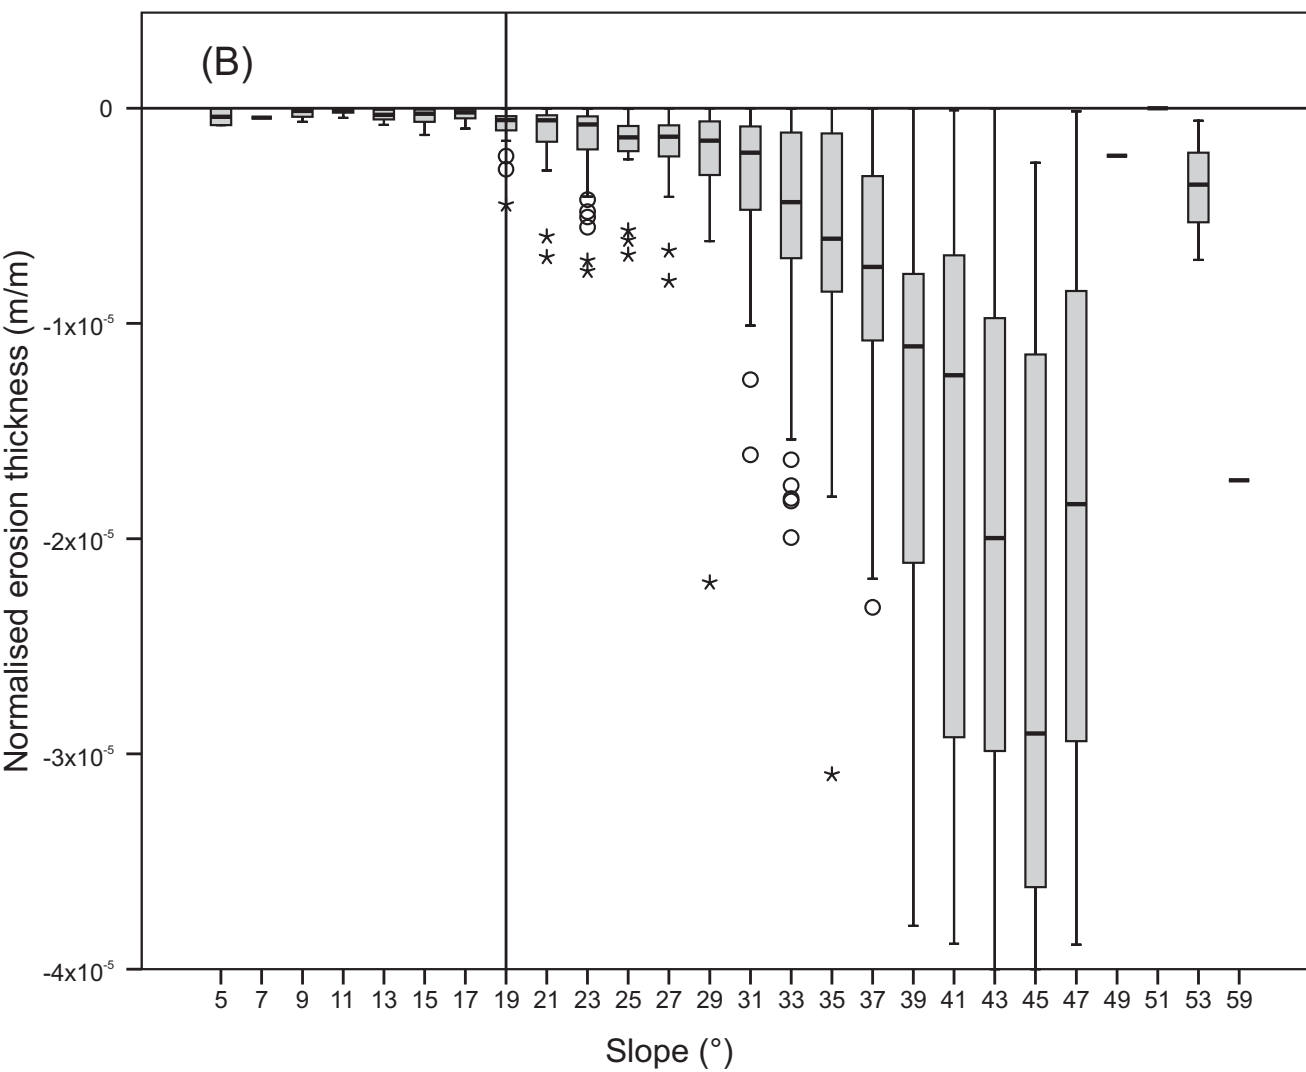 (B)
Normalised erosion thickness (m/m)
0
-1x10⁻⁵
-2x10⁻⁵
-3x10⁻⁵
-4x10⁻⁵
5 7 9 11 13 15 17 19 21 23 25 27 29 31 33 35 37 39 41 43 45 47 49 51 53 59
Slope (°)